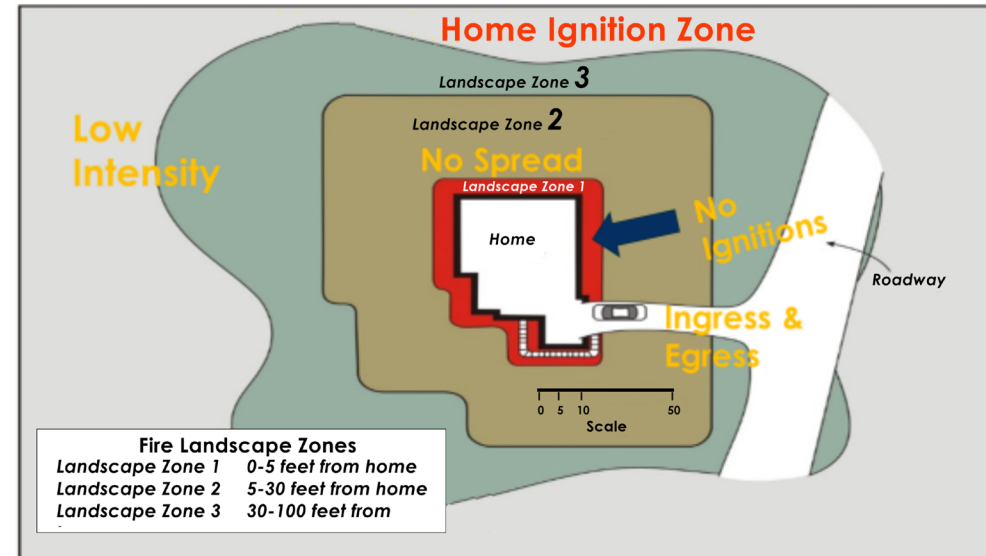 Home Ignition Zone
Landscape Zone 3
Landscape Zone 2
Low
Intensity
No Spread
Landscape Zone 1
Home
No
Ignitions
Roadway
Ingress &
Egress
0 5 10 50
Scale
Fire Landscape Zones
Landscape Zone 1 0-5 feet from home
Landscape Zone 2 5-30 feet from home
Landscape Zone 3 30-100 feet from